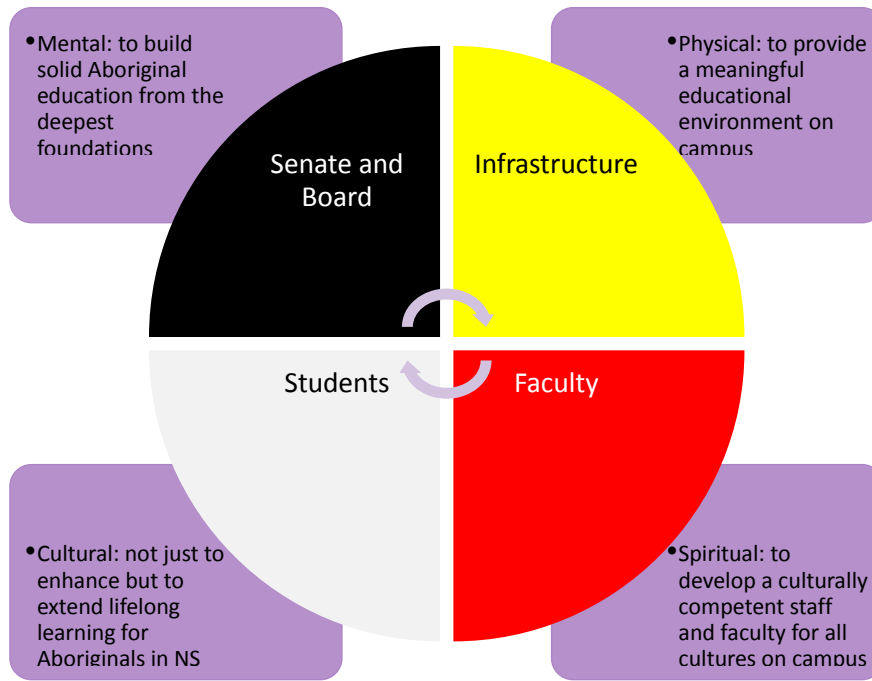 •Mental: to build
solid Aboriginal
education from the
deepest
foundations
•Physical: to provide
a meaningful
educational
environment on
campus
Senate and
Board
Infrastructure
Students
Faculty
•Cultural: not just to
enhance but to
extend lifelong
learning for
Aboriginals in NS
•Spiritual: to
develop a culturally
competent staff
and faculty for all
cultures on campus